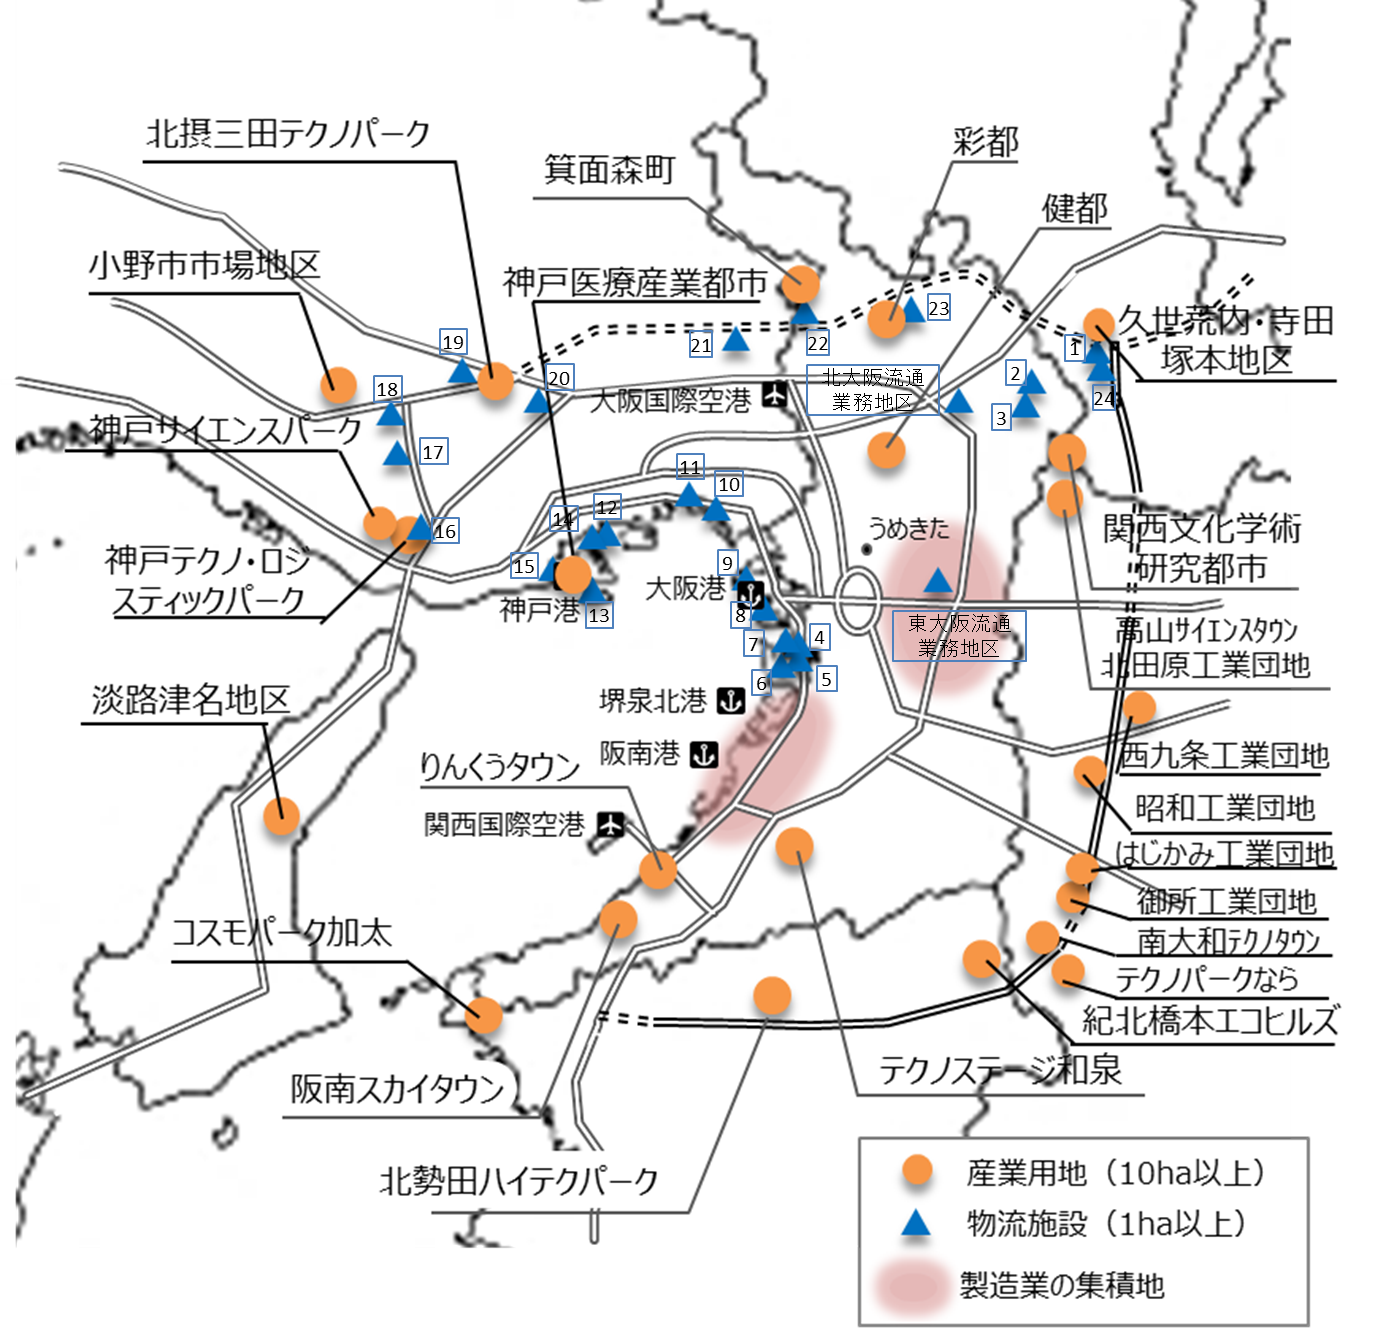 北摂三田テクノパーク
彩都
箕面森町
健都
小野市市場地区
神戸医療産業都市
23
久世荒内・寺田
塚本地区
19
21
22
1
18
20
北大阪流通
業務地区
2
大阪国際空港
24
3
神戸サイエンスパーク
17
11
10
12
14
16
うめきた
関西文化学術
研究都市
神戸テクノ・ロジ
スティックパーク
15
9
大阪港
神戸港
13
8
東大阪流通
業務地区
7
4
高山サイエンスタウン
北田原工業団地
6
5
淡路津名地区
堺泉北港
阪南港
りんくうタウン
西九条工業団地
関西国際空港
昭和工業団地
はじかみ工業団地
御所工業団地
コスモパーク加太
南大和テクノタウン
テクノパークなら
紀北橋本エコヒルズ
阪南スカイタウン
テクノステージ和泉
北勢田ハイテクパーク
産業用地（10ha以上）
物流施設（1ha以上）
製造業の集積地